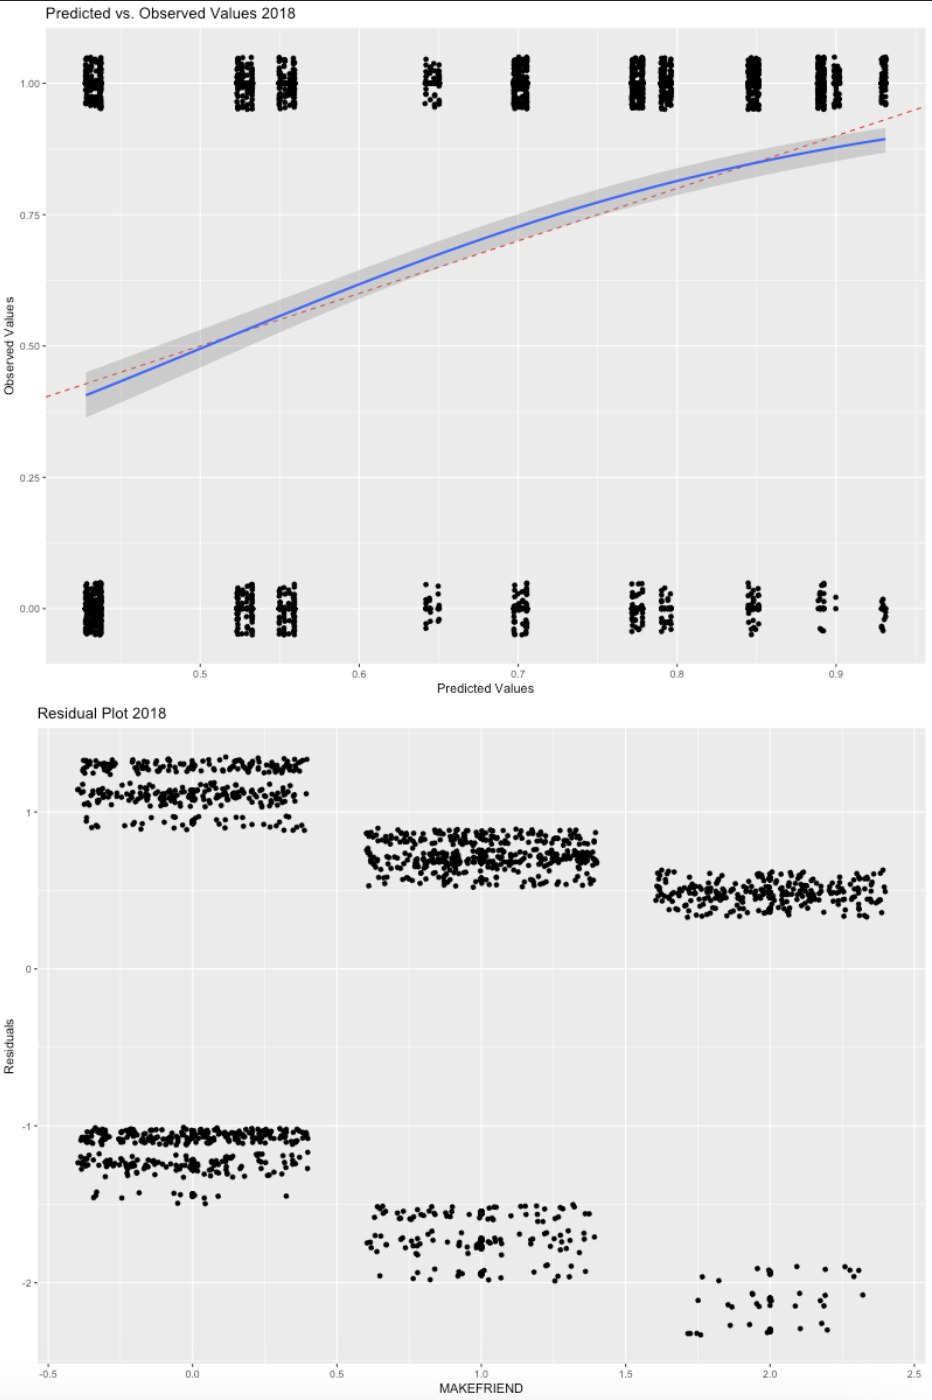 Predicted vs. Observed Values 2018
1.00
0.75
0.50
0.25
0.00
Observed Values
0.5 0.6 0.7 0.8 0.9
Predicted Values
Residual Plot 2018
1
0
-1
-2
Residuals
-0.5 0.0 0.5 1.0 1.5 2.0 2.5
MAKEFRIEND